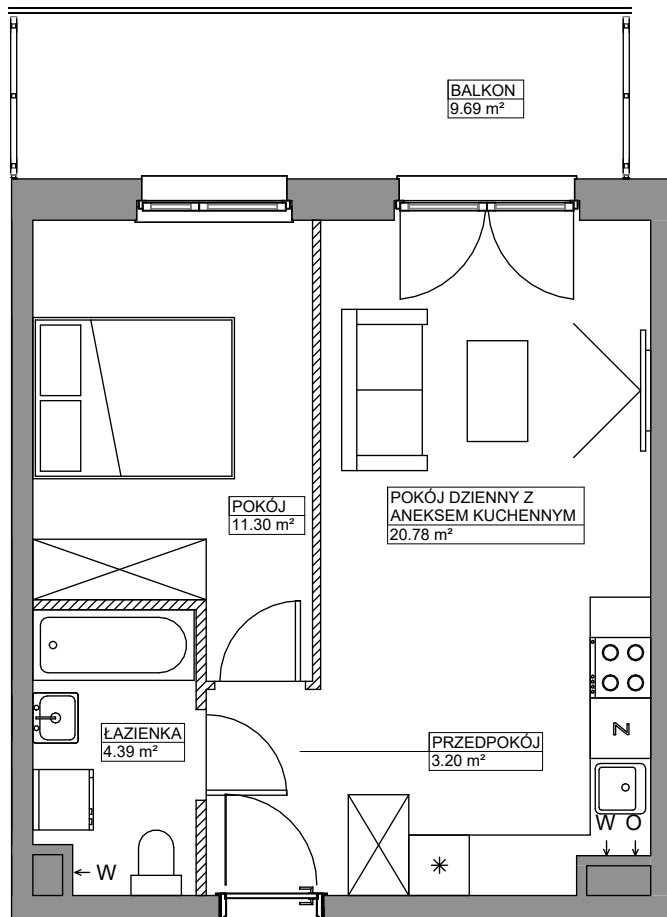 BALKON
9.69 m²
POKÓJ
11.30 m²
POKÓJ DZIENNY Z
ANEKSEM KUCHENNYM
20.78 m²
ŁAZIENKA
4.39 m²
PRZEDPOKÓJ
3.20 m²
Z
W O
W